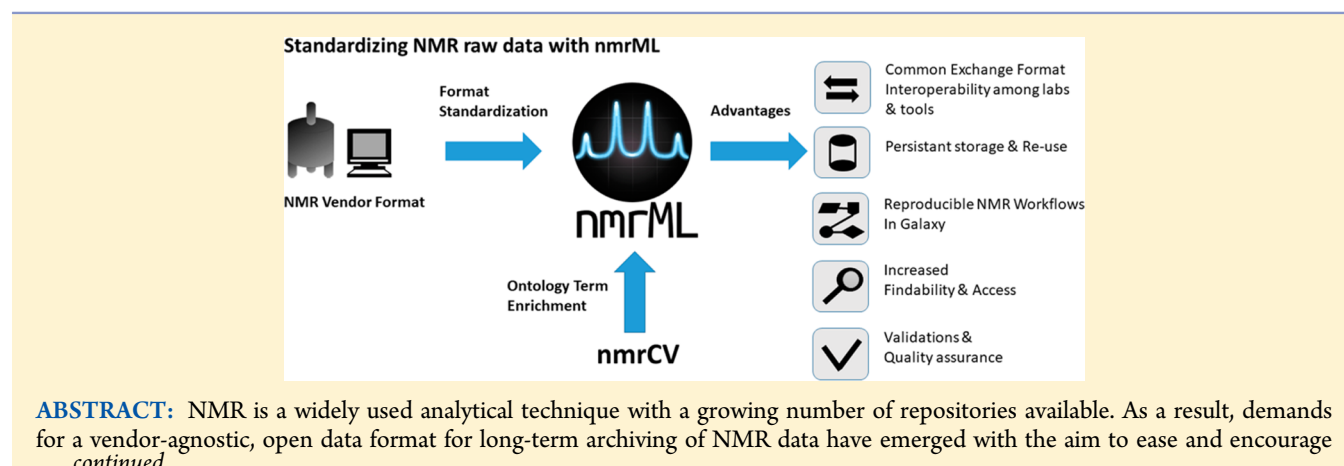 Standardizing NMR raw data with nmrML
Format
Standardization
NMR Vendor Format
nmrML
Advantages
Ontology Term
Enrichment
nmrCV
Common Exchange Format
Interoperability among labs
& tools
Persistant storage & Re-use
Reproducible NMR Workflows
In Galaxy
Increased
Findability & Access
Validations &
Quality assurance
ABSTRACT: NMR is a widely used analytical technique with a growing number of repositories available. As a result, demands
for a vendor-agnostic, open data format for long-term archiving of NMR data have emerged with the aim to ease and encourage
continued